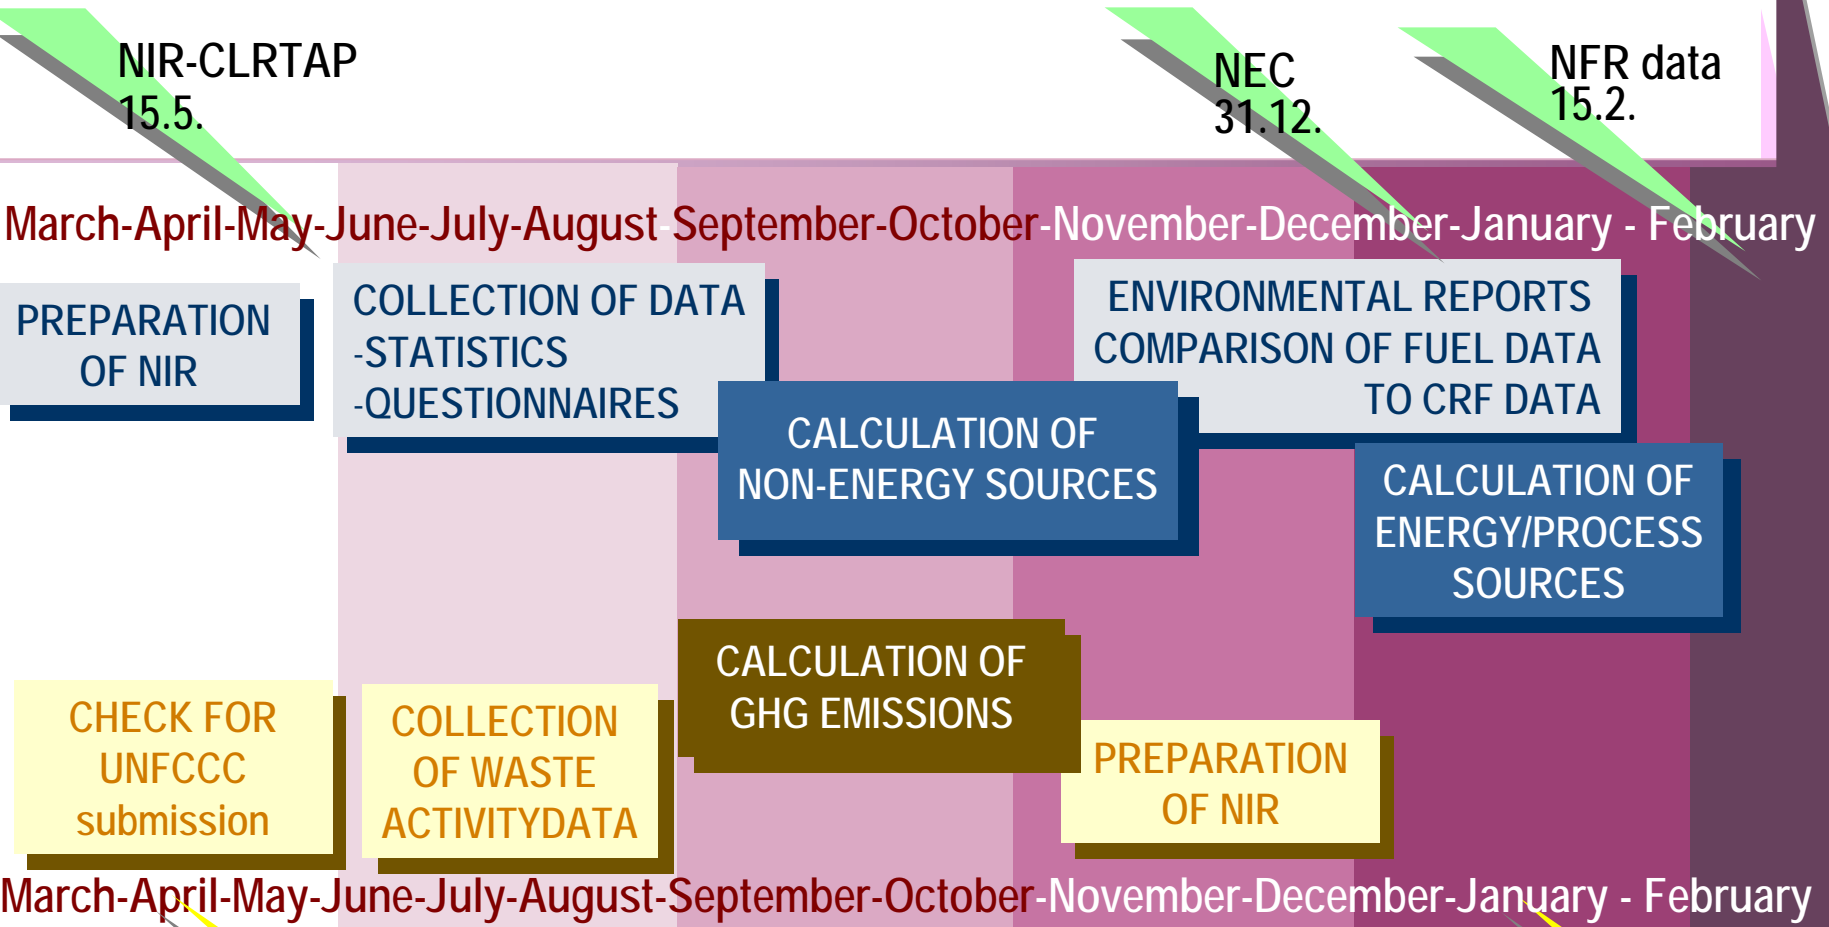 NIR-CLRTAP
15.5.
NEC
31.12.
NFR data
15.2.
March-April-May-June-July-August-September-October-November-December-January - February
PREPARATION
OF NIR
COLLECTION OF DATA
-STATISTICS
-QUESTIONNAIRES
CALCULATION OF
NON-ENERGY SOURCES
ENVIRONMENTAL REPORTS
COMPARISON OF FUEL DATA
TO CRF DATA
CALCULATION OF
ENERGY/PROCESS
SOURCES
CHECK FOR
UNFCCC
submission
COLLECTION
OF WASTE
ACTIVITYDATA
CALCULATION OF
GHG EMISSIONS
PREPARATION
OF NIR
March-April-May-June-July-August-September-October-November-December-January - February